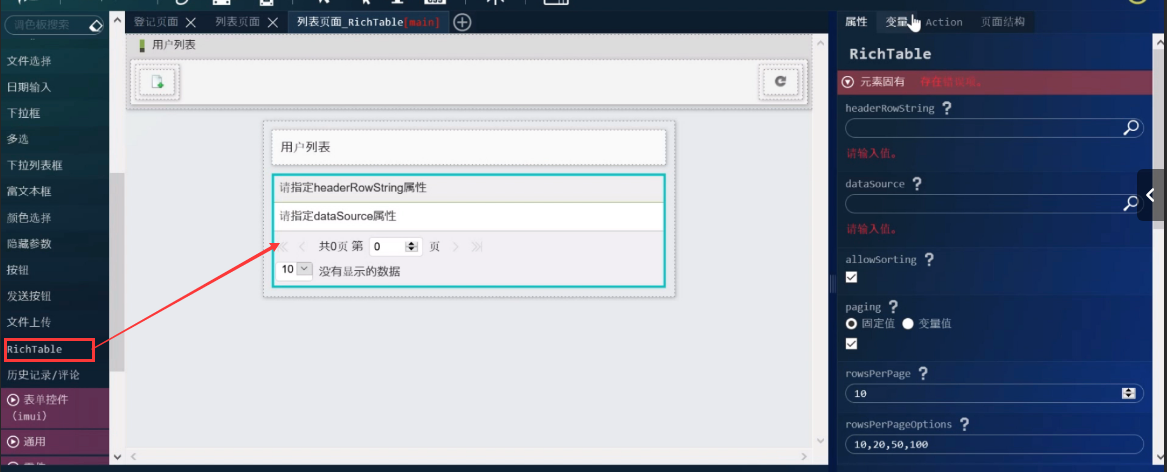 登记页面
列表页面
列表页面_RichTable[main]
属性
变量
Action
页面结构
调色板搜索
用户列表
文件选择
日期输入
下拉框
多选
下拉列表框
富文本框
颜色选择
隐藏参数
按钮
发送按钮
文件上传
RichTable
历史记录/评论
表单控件
(imui)
通用
用户列表
请指定headerRowString属性
请指定dataSource属性
共0页 第 0 页
10 没有显示的数据
RichTable
元素固有
headerRowString ?
请输入值。
dataSource ?
请输入值。
allowSorting ?
paging ?
固定值 变量值
rowsPerPage ?
10
rowsPerPageOptions ?
10,20,50,100